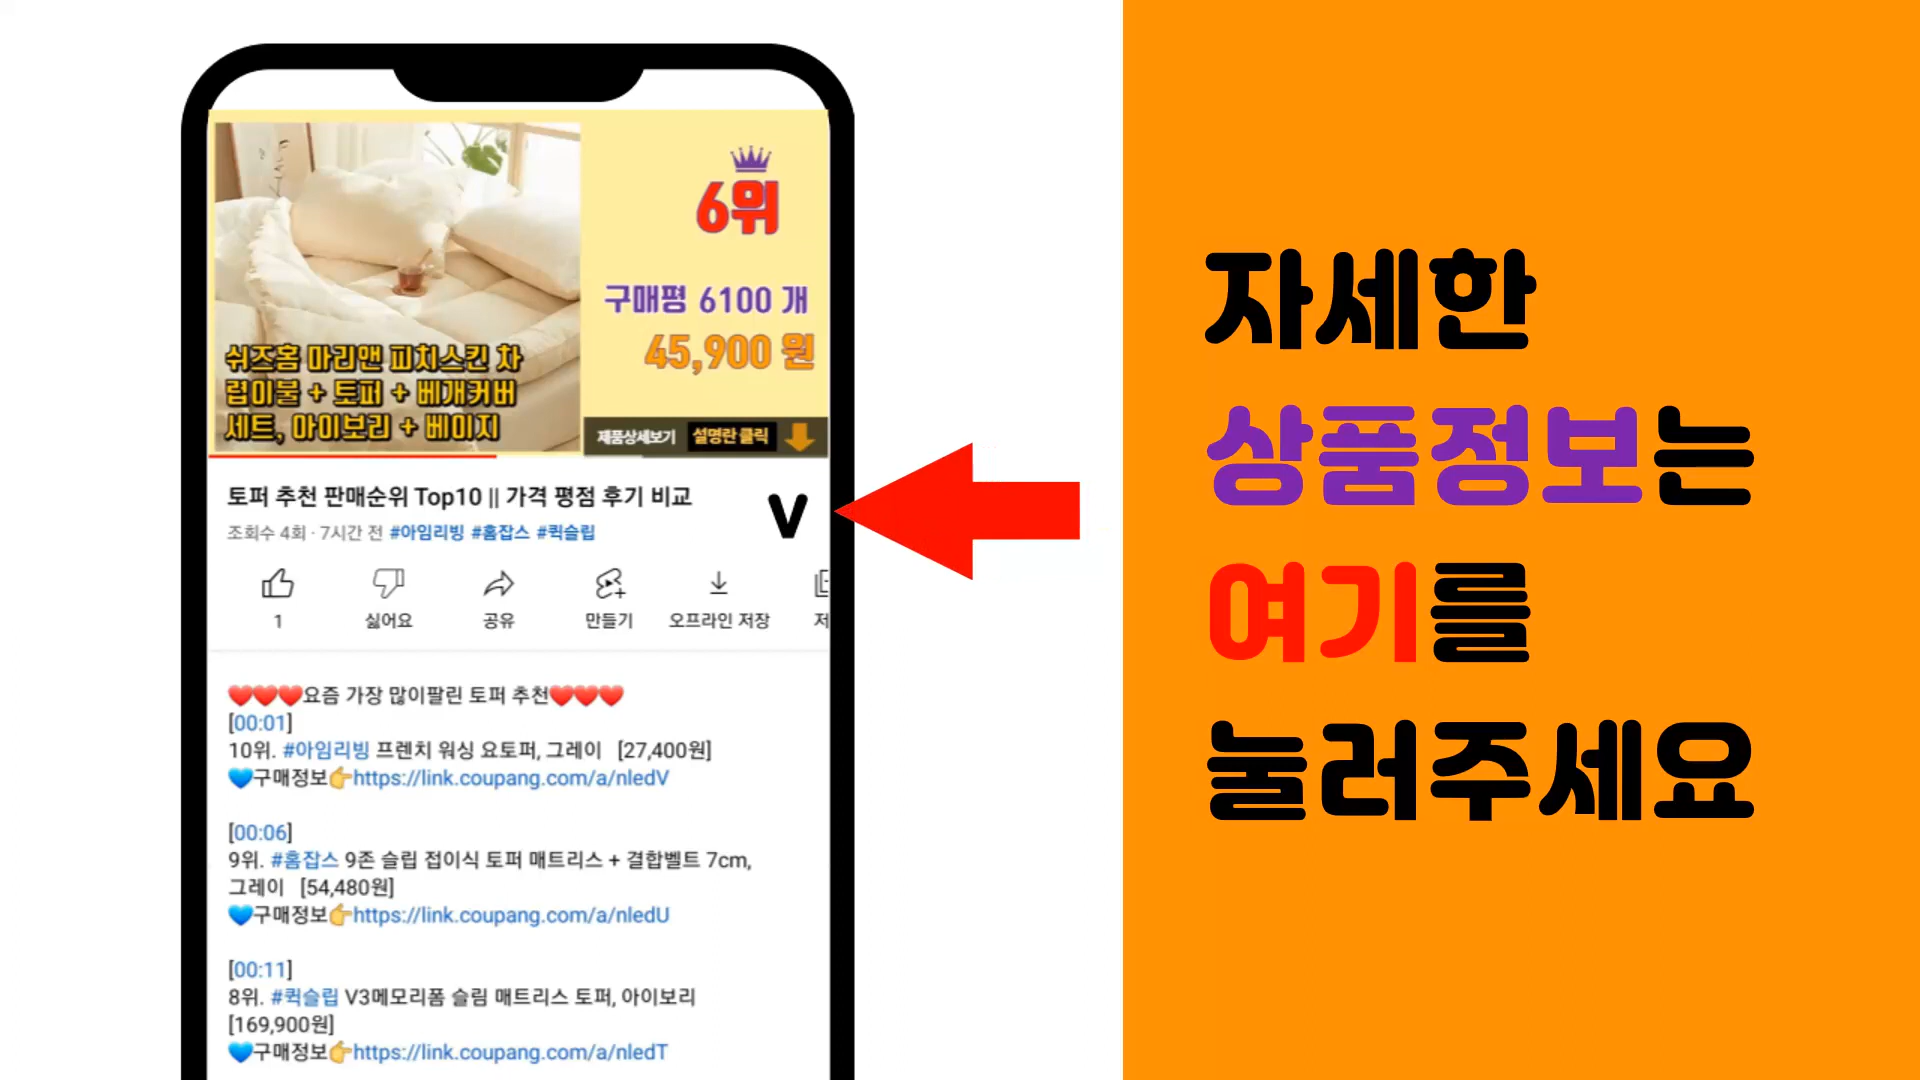 6위
구매평 6100 개
45,900 원
쉬즈홈 마리앤 피치스킨 차
렵이불 + 토퍼 + 베개커버
세트, 아이보리 + 베이지
제품상세보기 설명란 클릭
토퍼 추천 판매순위 Top10 || 가격 평점 후기 비교
V
조회수 4회 · 7시간 전 #아임리빙 #홈잡스 #퀵슬립
1 싫어요 공유 만들기 오프라인 저장 저
❤❤❤요즘 가장 많이팔린 토퍼 추천❤❤❤
[00:01]
10위. #아임리빙 프렌치 워싱 요토퍼, 그레이 [27,400원]
💙구매정보👉https://link.coupang.com/a/nledV
[00:06]
9위. #홈잡스 9존 슬립 접이식 토퍼 매트리스 + 결합벨트 7cm,
그레이 [54,480원]
💙구매정보👉https://link.coupang.com/a/nledU
[00:11]
8위. #퀵슬립 V3메모리폼 슬림 매트리스 토퍼, 아이보리
[169,900원]
💙구매정보👉https://link.coupang.com/a/nledT
자세한
상품정보는
여기를
눌러주세요